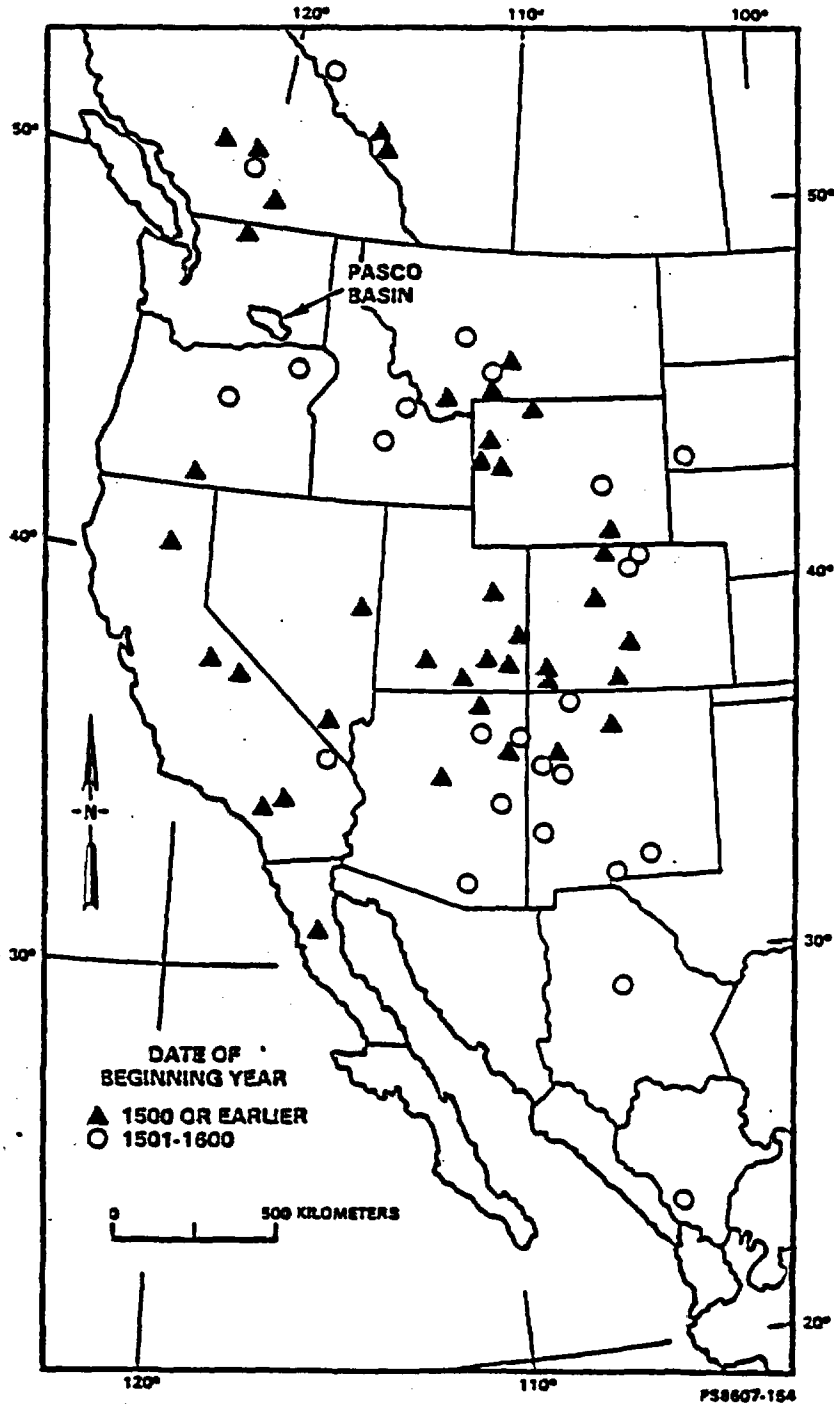 120°
110°
100°
50°
50°
PASCO
BASIN
40°
40°
-N-
30°
30°
DATE OF
BEGINNING YEAR
1500 OR EARLIER
1501-1600
0 500 KILOMETERS
20°
120°
110°
PS8607-154